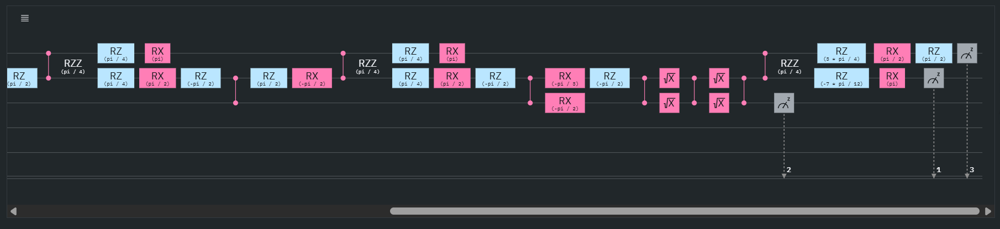 RZ
(pi / 4)
RX
(pi)
RZ
(pi / 4)
RX
(pi)
RZ
(3 * pi / 4)
RX
(pi / 2)
RZ
(pi / 2)
z
RZZ
(pi / 4)
RZZ
(pi / 4)
RZZ
(pi / 4)
RZ
(pi / 2)
RZ
(pi / 4)
RX
(pi / 2)
RZ
(-pi / 2)
RZ
(pi / 2)
RX
(-pi / 2)
RZ
(pi / 4)
RX
(pi / 2)
RZ
(-pi / 2)
RX
(-pi / 3)
RZ
(-pi / 2)
√X
√X
RZ
(-7 * pi / 12)
RX
(pi)
z
RX
(-pi / 2)
√X
√X
z
2
1
3